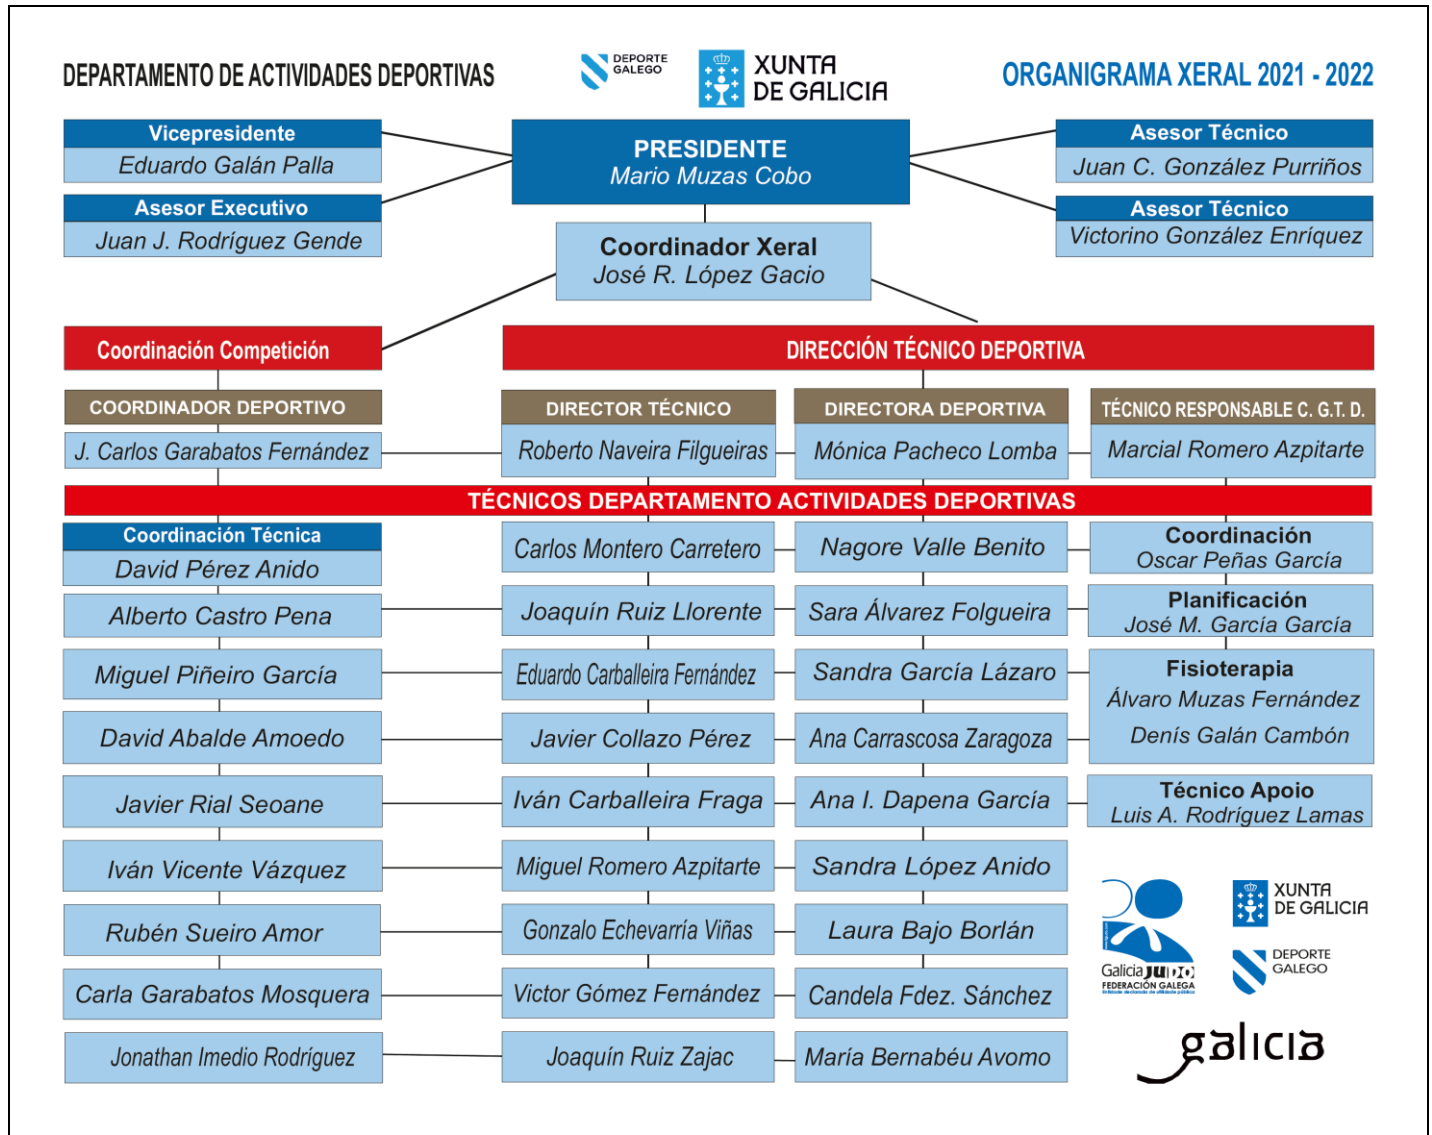 DEPARTAMENTO DE ACTIVIDADES DEPORTIVAS
DEPORTE
GALEGO
XUNTA
DE GALICIA
ORGANIGRAMA XERAL 2021 - 2022
Vicepresidente
Eduardo Galán Palla
Asesor Executivo
Juan J. Rodríguez Gende
PRESIDENTE
Mario Muzas Cobo
Asesor Técnico
Juan C. González Purriños
Asesor Técnico
Victorino González Enríquez
Coordinador Xeral
José R. López Gacio
Coordinación Competición
DIRECCIÓN TÉCNICO DEPORTIVA
COORDINADOR DEPORTIVO
J. Carlos Garabatos Fernández
DIRECTOR TÉCNICO
Roberto Naveira Filgueiras
DIRECTORA DEPORTIVA
Mónica Pacheco Lomba
TÉCNICO RESPONSABLE C. G.T. D.
Marcial Romero Azpitarte
TÉCNICOS DEPARTAMENTO ACTIVIDADES DEPORTIVAS
Coordinación Técnica
David Pérez Anido
Carlos Montero Carretero
Nagore Valle Benito
Coordinación
Oscar Peñas García
Alberto Castro Pena
Joaquín Ruiz Llorente
Sara Álvarez Folgueira
Planificación
José M. García García
Miguel Piñeiro García
Eduardo Carballeira Fernández
Sandra García Lázaro
Fisioterapia
Álvaro Muzas Fernández
Denís Galán Cambón
David Abalde Amoedo
Javier Collazo Pérez
Ana Carrascosa Zaragoza
Javier Rial Seoane
Iván Carballeira Fraga
Ana I. Dapena García
Técnico Apoio
Luis A. Rodríguez Lamas
Iván Vicente Vázquez
Miguel Romero Azpitarte
Sandra López Anido
Rubén Sueiro Amor
Gonzalo Echevarría Viñas
Laura Bajo Borlán
Carla Garabatos Mosquera
Victor Gómez Fernández
Candela Fdez. Sánchez
Jonathan Imedio Rodríguez
Joaquín Ruiz Zajac
María Bernabéu Avomo
Galicia JUDO
FEDERACIÓN GALEGA
Entidade declarada de utilidade pública
XUNTA
DE GALICIA
DEPORTE
GALEGO
galicia